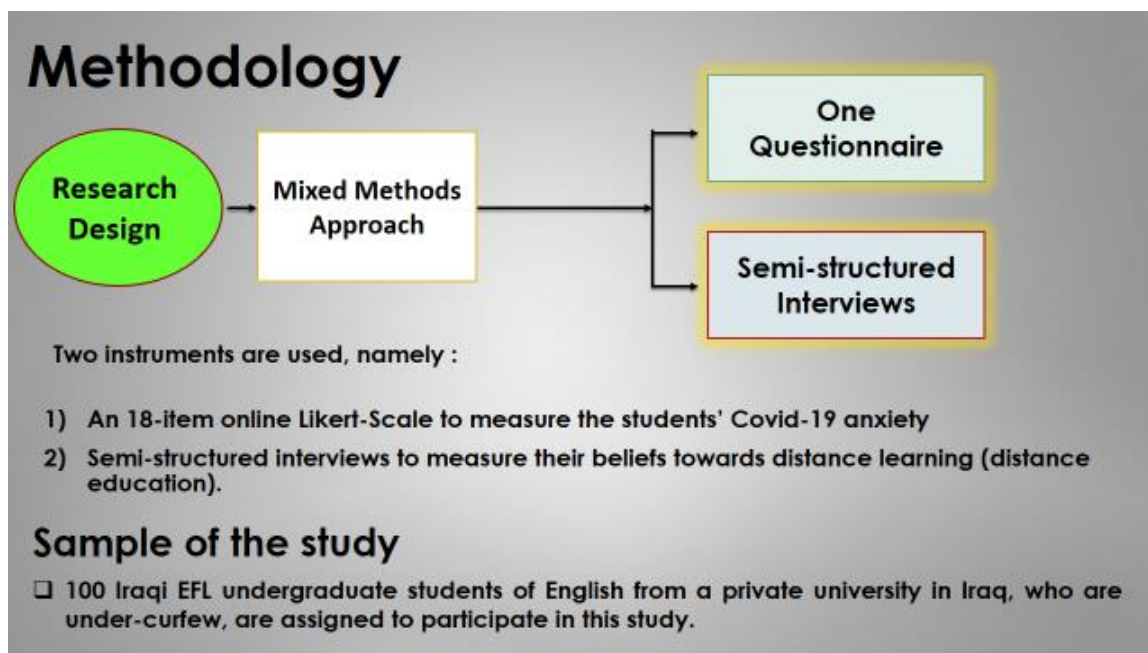 Methodology
Research
Design
Mixed Methods
Approach
One
Questionnaire
Semi-structured
Interviews
Two instruments are used, namely :
1) An 18-item online Likert-Scale to measure the students' Covid-19 anxiety
2) Semi-structured interviews to measure their beliefs towards distance learning (distance
education).
Sample of the study
❑ 100 Iraqi EFL undergraduate students of English from a private university in Iraq, who are
under-curfew, are assigned to participate in this study.